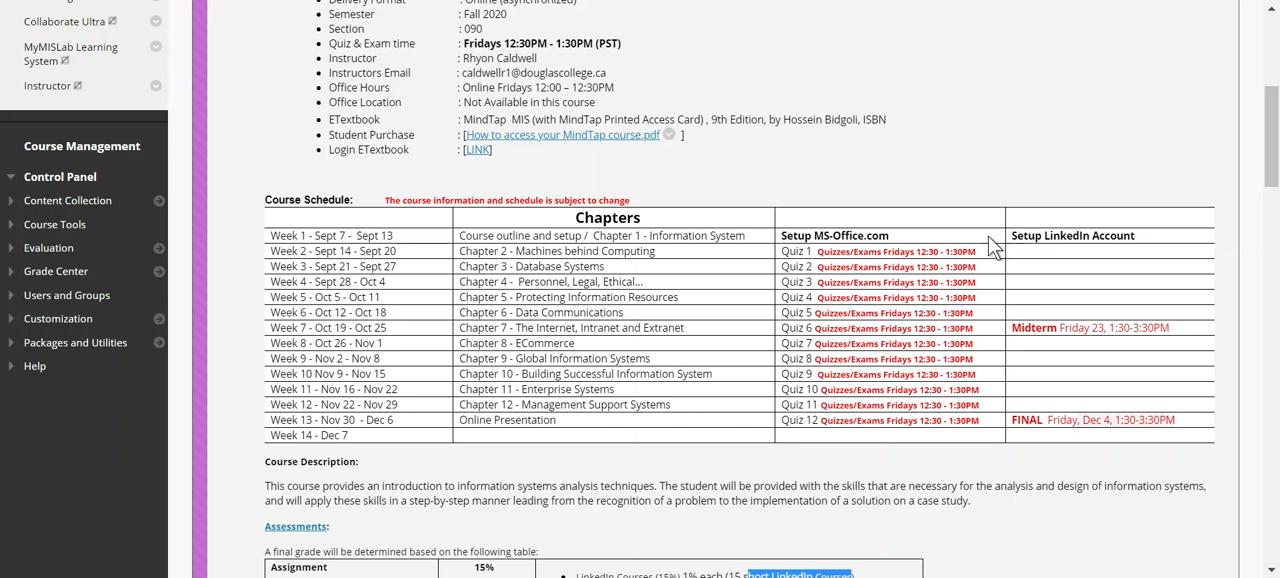 Delivery Format : Online (asynchronized)
Collaborate Ultra
Semester : Fall 2020
Section : 090
MyMISLab Learning
System
Quiz & Exam time : Fridays 12:30PM - 1:30PM (PST)
Instructor : Rhyon Caldwell
Instructors Email : caldwellr1@douglascollege.ca
Instructor
Office Hours : Online Fridays 12:00 – 12:30PM
Office Location : Not Available in this course
ETextbook : MindTap MIS (with MindTap Printed Access Card) , 9th Edition, by Hossein Bidgoli, ISBN
Student Purchase : [How to access your MindTap course.pdf ]
Login ETextbook : [LINK]
Course Management
Control Panel
Content Collection
Course Tools
Evaluation
Grade Center
Users and Groups
Customization
Packages and Utilities
Help
Course Schedule: The course information and schedule is subject to change
Chapters
Week 1 - Sept 7 - Sept 13 Course outline and setup / Chapter 1 - Information System Setup MS-Office.com Setup LinkedIn Account
Week 2 - Sept 14 - Sept 20 Chapter 2 - Machines behind Computing Quiz 1 Quizzes/Exams Fridays 12:30 - 1:30PM
Week 3 - Sept 21 - Sept 27 Chapter 3 - Database Systems Quiz 2 Quizzes/Exams Fridays 12:30 - 1:30PM
Week 4 - Sept 28 - Oct 4 Chapter 4 - Personnel, Legal, Ethical... Quiz 3 Quizzes/Exams Fridays 12:30 - 1:30PM
Week 5 - Oct 5 - Oct 11 Chapter 5 - Protecting Information Resources Quiz 4 Quizzes/Exams Fridays 12:30 - 1:30PM
Week 6 - Oct 12 - Oct 18 Chapter 6 - Data Communications Quiz 5 Quizzes/Exams Fridays 12:30 - 1:30PM
Week 7 - Oct 19 - Oct 25 Chapter 7 - The Internet, Intranet and Extranet Quiz 6 Quizzes/Exams Fridays 12:30 - 1:30PM Midterm Friday 23, 1:30-3:30PM
Week 8 - Oct 26 - Nov 1 Chapter 8 - ECommerce Quiz 7 Quizzes/Exams Fridays 12:30 - 1:30PM
Week 9 - Nov 2 - Nov 8 Chapter 9 - Global Information Systems Quiz 8 Quizzes/Exams Fridays 12:30 - 1:30PM
Week 10 Nov 9 - Nov 15 Chapter 10 - Building Successful Information System Quiz 9 Quizzes/Exams Fridays 12:30 - 1:30PM
Week 11 - Nov 16 - Nov 22 Chapter 11 - Enterprise Systems Quiz 10 Quizzes/Exams Fridays 12:30 - 1:30PM
Week 12 - Nov 22 - Nov 29 Chapter 12 - Management Support Systems Quiz 11 Quizzes/Exams Fridays 12:30 - 1:30PM
Week 13 - Nov 30 - Dec 6 Online Presentation Quiz 12 Quizzes/Exams Fridays 12:30 - 1:30PM FINAL Friday, Dec 4, 1:30-3:30PM
Week 14 - Dec 7
Course Description:
This course provides an introduction to information systems analysis techniques. The student will be provided with the skills that are necessary for the analysis and design of information systems,
and will apply these skills in a step-by-step manner leading from the recognition of a problem to the implementation of a solution on a case study.
Assessments:
A final grade will be determined based on the following table:
Assignment 15% LinkedIn Courses (15%) 1% each (15 short LinkedIn Courses)